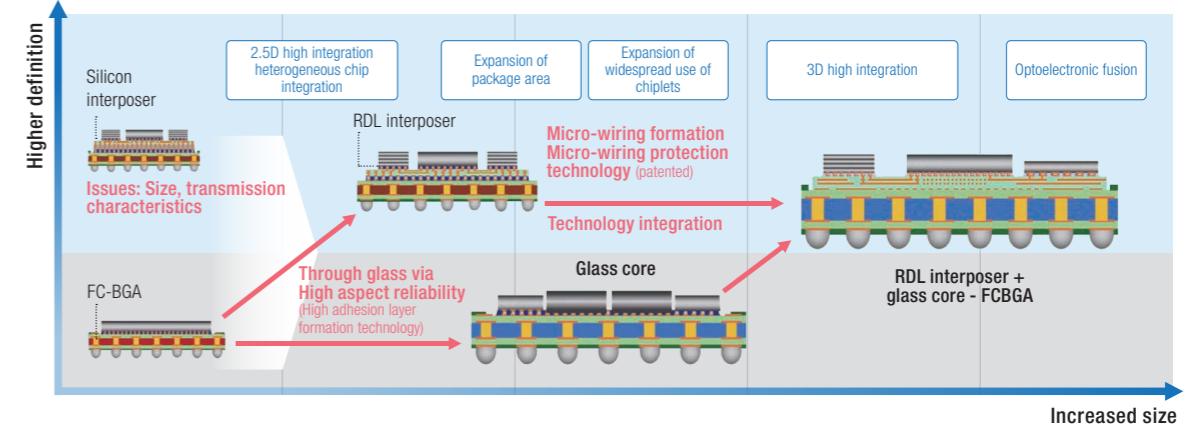 Higher definition
2.5D high integration
heterogeneous chip
integration
Expansion of
package area
Expansion of
widespread use of
chiplets
3D high integration
Optoelectronic fusion
Silicon
interposer
Issues: Size, transmission
characteristics
RDL interposer
Micro-wiring formation
Micro-wiring protection
technology (patented)
Technology integration
FC-BGA
Through glass via
High aspect reliability
(High adhesion layer
formation technology)
Glass core
RDL interposer +
glass core - FCBGA
Increased size